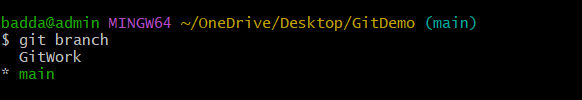 badda@admin MINGW64 ~/OneDrive/Desktop/GitDemo (main)
$ git branch
  GitWork
* main